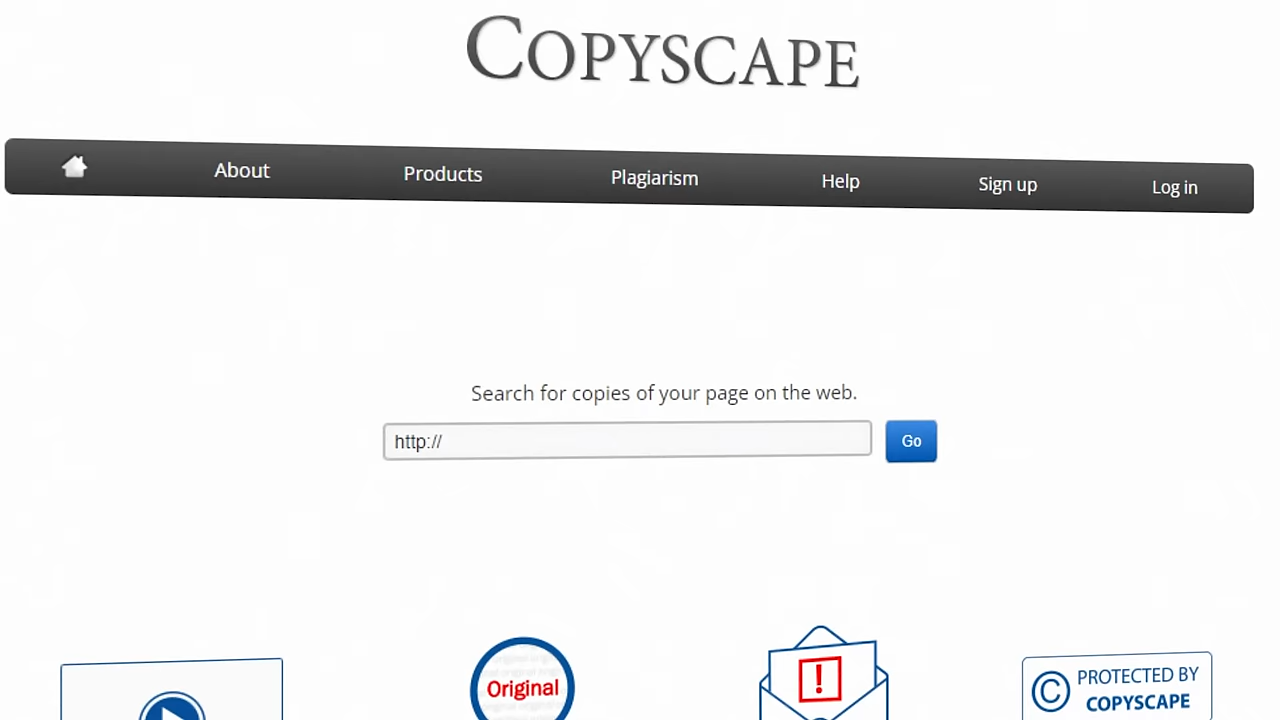 COPYSCAPE
About Products Plagiarism Help Sign up Log in
Search for copies of your page on the web.
http:// Go
Original
!
© PROTECTED BY
COPYSCAPE